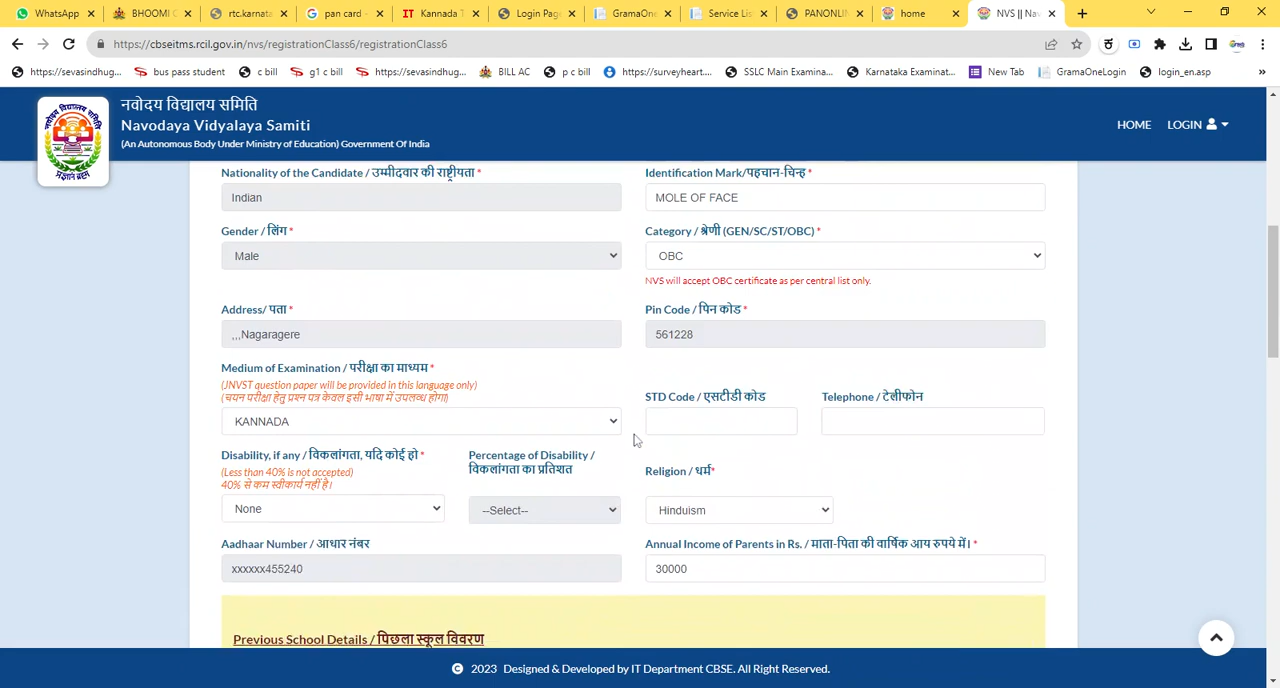 WhatsApp
BHOOMI C
rtc.karnata
pan card -
IT Kannada T
Login Page
GramaOne
Service Lis
PANONLIN
home
NVS || Nav
https://cbseitms.rcil.gov.in/nvs/registrationClass6/registrationClass6
https://sevasindhug...
bus pass student
c bill
g1 c bill
https://sevasindhug...
BILL AC
p c bill
https://surveyheart....
SSLC Main Examina...
Karnataka Examinat...
New Tab
GramaOneLogin
login_en.asp
»
नवोदय विद्यालय समिति
Navodaya Vidyalaya Samiti
(An Autonomous Body Under Ministry of Education) Government Of India
HOME
LOGIN
Nationality of the Candidate / उम्मीदवार की राष्ट्रीयता *
Identification Mark/पहचान-चिन्ह *
Indian
MOLE OF FACE
Gender / लिंग *
Category / श्रेणी (GEN/SC/ST/OBC) *
Male
OBC
NVS will accept OBC certificate as per central list only.
Address/ पता *
Pin Code / पिन कोड *
,,,Nagaragere
561228
Medium of Examination / परीक्षा का माध्यम *
(JNVST question paper will be provided in this language only)
(चयन परीक्षा हेतु प्रश्न पत्र केवल इसी भाषा में उपलब्ध होगा)
STD Code / एसटीडी कोड
Telephone / टेलीफोन
KANNADA
Disability, if any / विकलांगता, यदि कोई हो *
Percentage of Disability /
विकलांगता का प्रतिशत
Religion / धर्म*
(Less than 40% is not accepted)
40% से कम स्वीकार्य नहीं है।
None
--Select--
Hinduism
Aadhaar Number / आधार नंबर
Annual Income of Parents in Rs. / माता-पिता की वार्षिक आय रुपये में। *
xxxxxx455240
30000
Previous School Details / पिछला स्कूल विवरण
C 2023 Designed & Developed by IT Department CBSE. All Right Reserved.